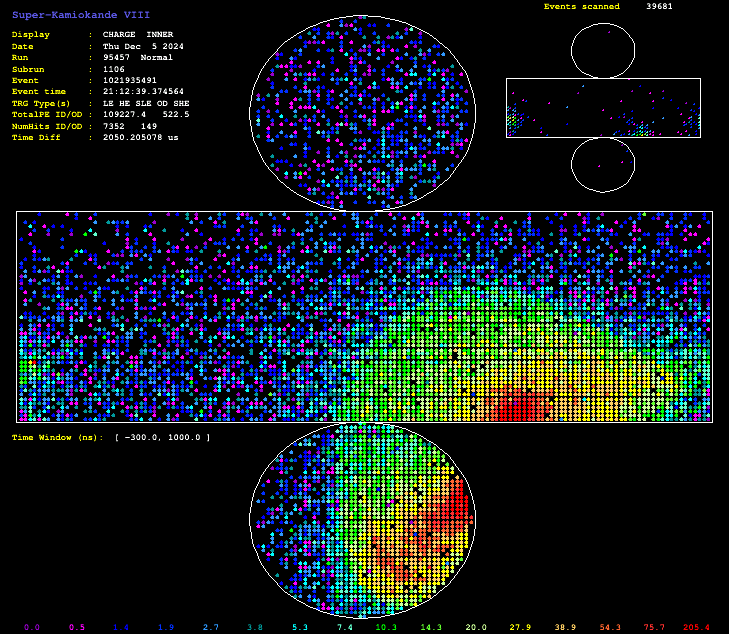 Super-Kamiokande VIII
Display : CHARGE INNER
Date : Thu Dec 5 2024
Run : 95457 Normal
Subrun : 1106
Event : 1021935491
Event time : 21:12:39.374564
TRG Type(s) : LE HE SLE OD SHE
TotalPE ID/OD : 109227.4 522.5
NumHits ID/OD : 7352 149
Time Diff : 2050.205078 us
Events scanned 39681
Time Window (ns): [ -300.0, 1000.0 ]
0.0 0.5 1.4 1.9 2.7 3.8 5.3 7.4 10.3 14.3 20.0 27.9 38.9 54.3 75.7 205.4